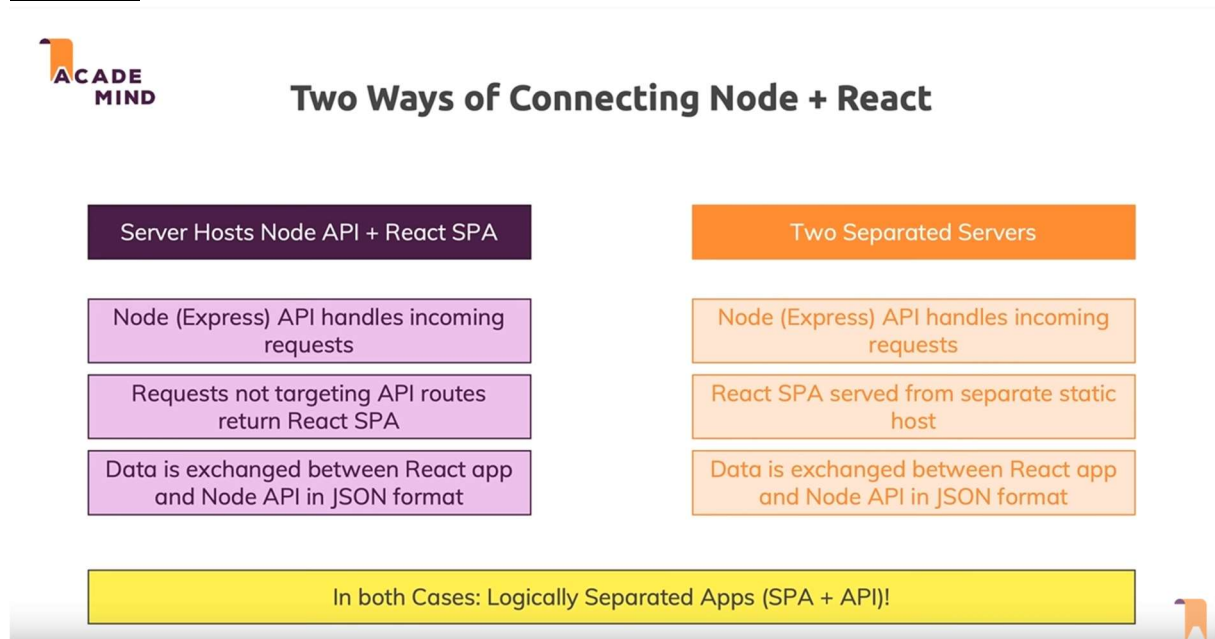 ACADE
MIND
Two Ways of Connecting Node + React
Server Hosts Node API + React SPA
Node (Express) API handles incoming
requests
Requests not targeting API routes
return React SPA
Data is exchanged between React app
and Node API in JSON format
Two Separated Servers
Node (Express) API handles incoming
requests
React SPA served from separate static
host
Data is exchanged between React app
and Node API in JSON format
In both Cases: Logically Separated Apps (SPA + API)!